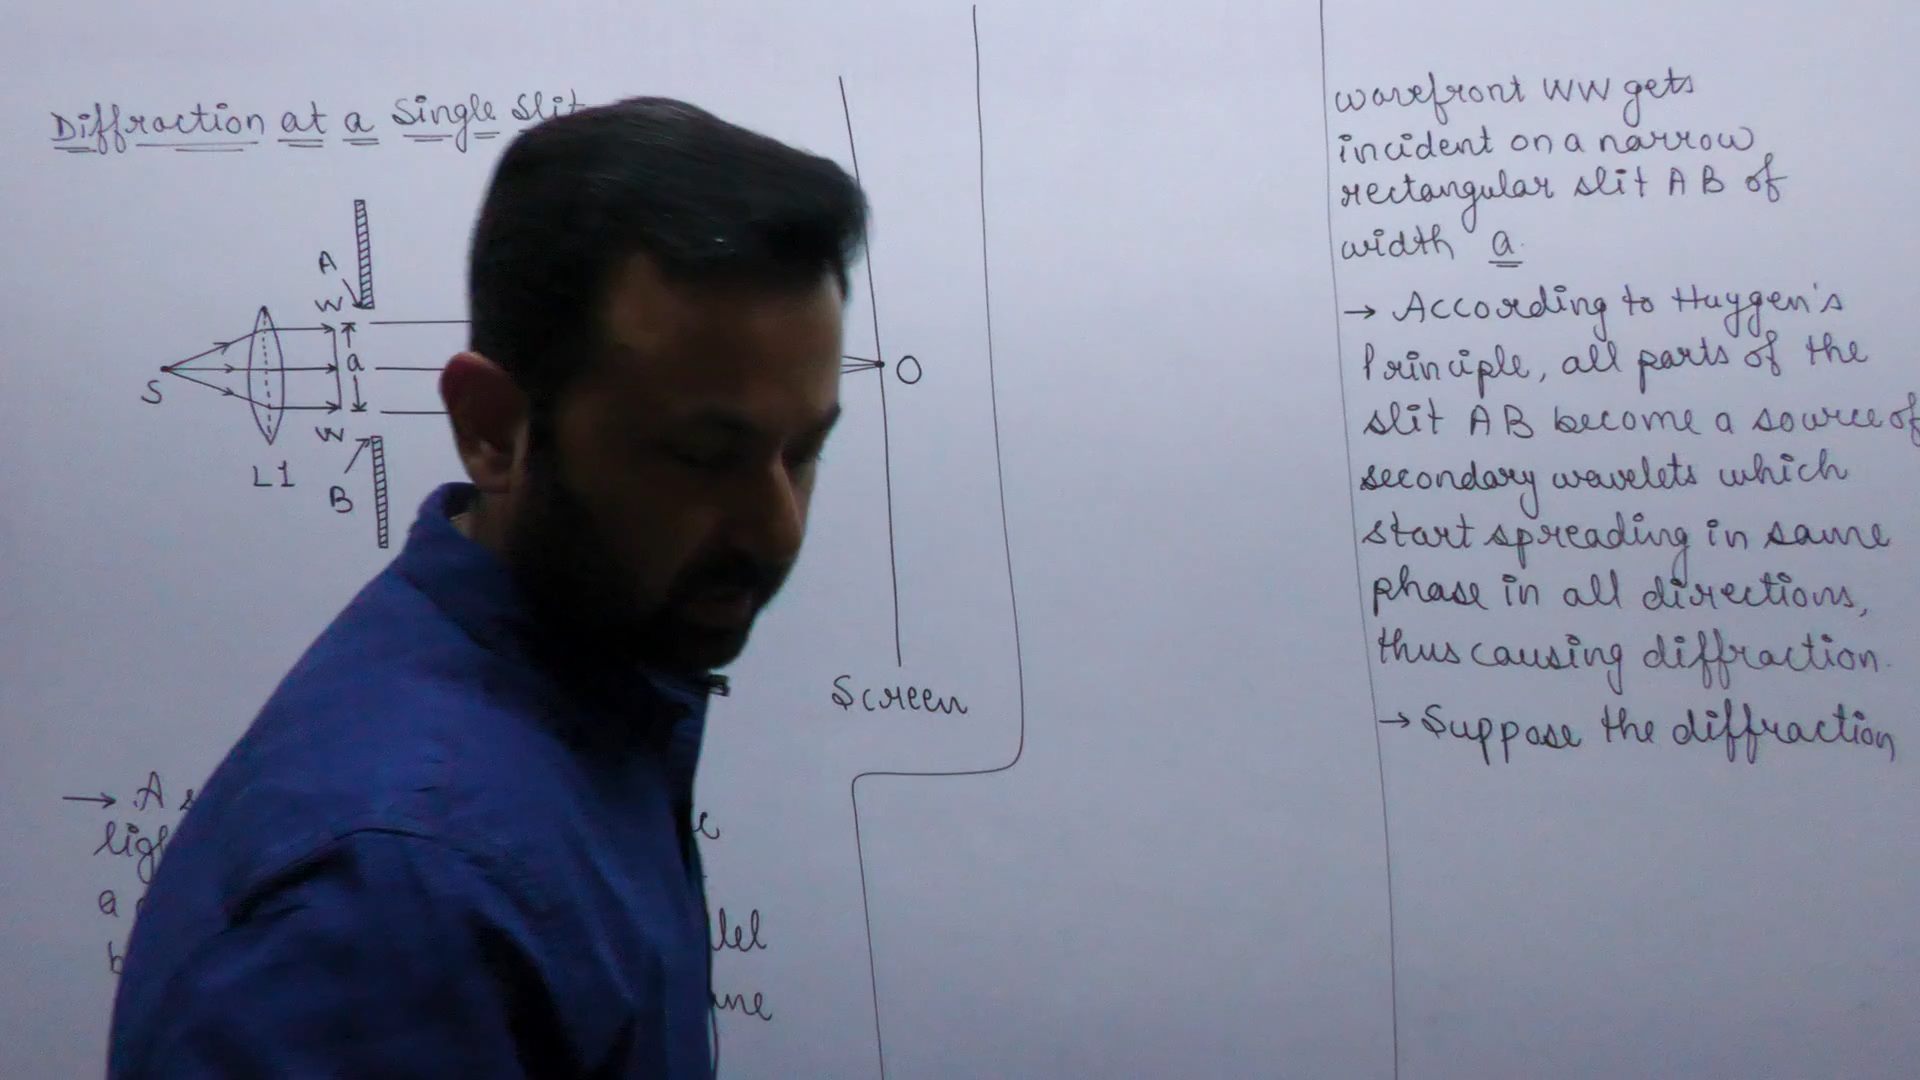 Diffraction at a Single Slit
A
W
a
S
W
L1
B
O
Screen
→ A
a
lel
wavefront WW gets
incident on a narrow
rectangular slit AB of
width a.
→ According to Huygen's
Principle, all parts of the
slit AB become a source of
secondary wavelets which
start spreading in same
phase in all directions,
thus causing diffraction.
→ Suppose the diffraction